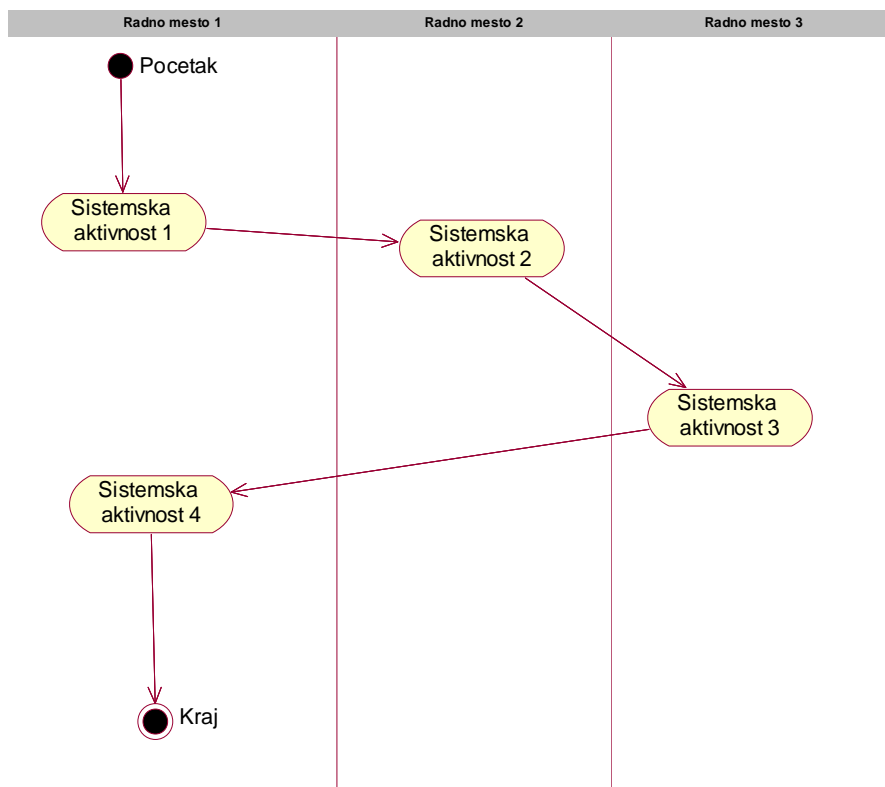 Radno mesto 1
Radno mesto 2
Radno mesto 3
Pocetak
Sistemska
aktivnost 1
Sistemska
aktivnost 2
Sistemska
aktivnost 3
Sistemska
aktivnost 4
Kraj